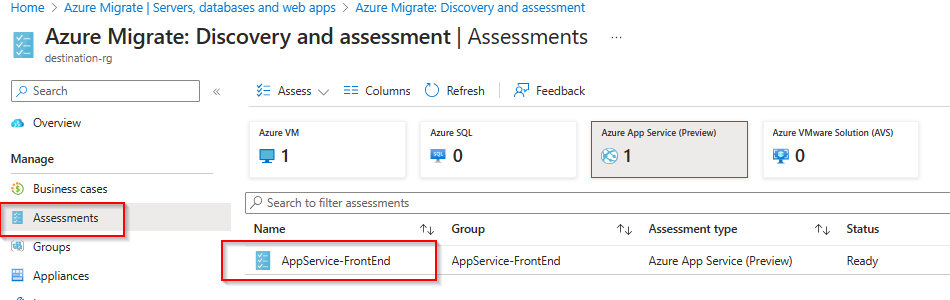 Home > Azure Migrate | Servers, databases and web apps > Azure Migrate: Discovery and assessment
Azure Migrate: Discovery and assessment | Assessments ...
destination-rg
Search «
Assess Columns Refresh Feedback
Overview
Azure VM
1
Azure SQL
SQL 0
Azure App Service (Preview)
1
Azure VMware Solution (AVS)
0
Manage
Business cases
Assessments
Groups
Appliances
Search to filter assessments
Name ↑↓ Group ↑↓ Assessment type ↑↓ Status
AppService-FrontEnd AppService-FrontEnd Azure App Service (Preview) Ready